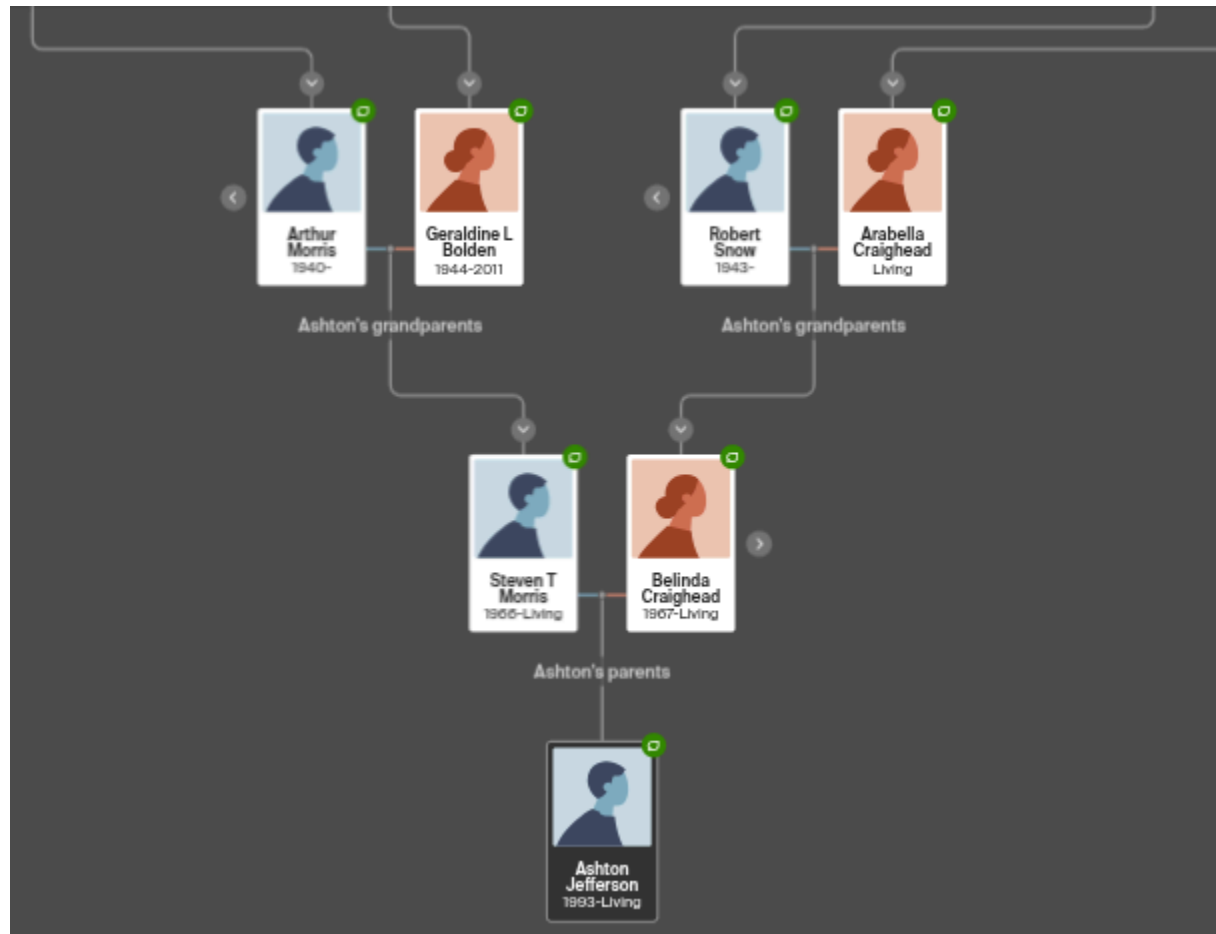 Arthur
Morris
1940-
Geraldine L
Bolden
1944-2011
Robert
Snow
1943-
Arabella
Craighead
Living
Ashton's grandparents
Ashton's grandparents
Steven T
Morris
1966-Living
Belinda
Craighead
1967-Living
Ashton's parents
Ashton
Jefferson
1993-Living